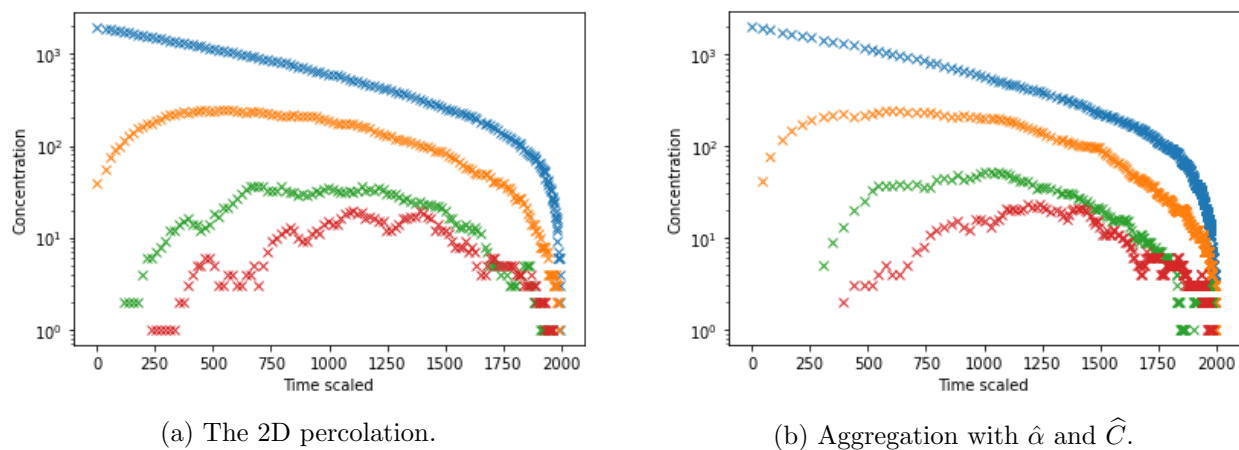 10³
10²
10¹
10⁰
Concentration
0 250 500 750 1000 1250 1500 1750 2000
Time scaled
(a) The 2D percolation.
10³
10²
10¹
10⁰
Concentration
0 250 500 750 1000 1250 1500 1750 2000
Time scaled
(b) Aggregation with α̂ and Ĉ.